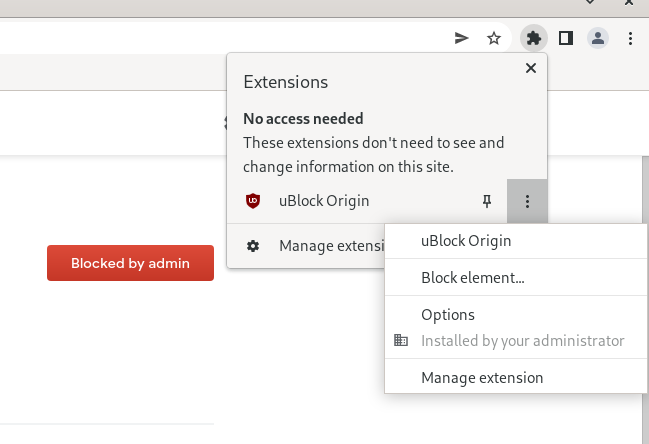 Extensions
No access needed
These extensions don't need to see and
change information on this site.
uBlock Origin
Manage extensi
uBlock Origin
Block element...
Options
Installed by your administrator
Manage extension
Blocked by admin